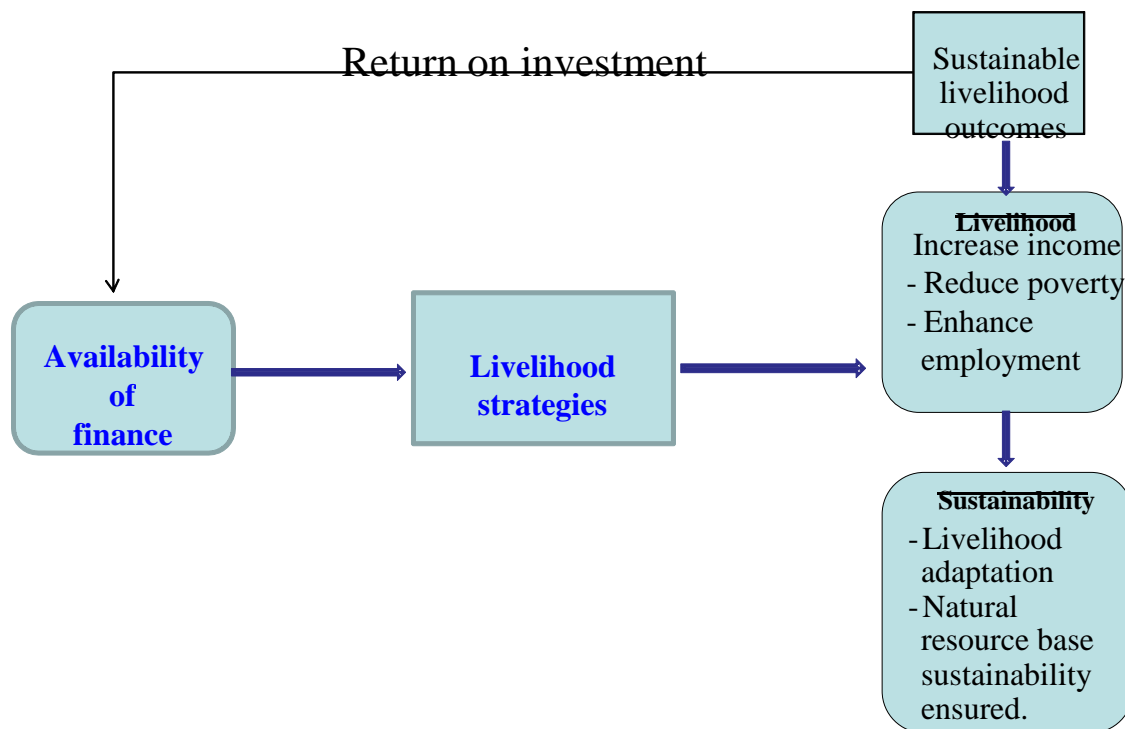 Return on investment
Sustainable
livelihood
outcomes
Livelihood
Increase income
- Reduce poverty
- Enhance
employment
Availability
of
finance
Livelihood
strategies
Sustainability
- Livelihood
adaptation
- Natural
resource base
sustainability
ensured.